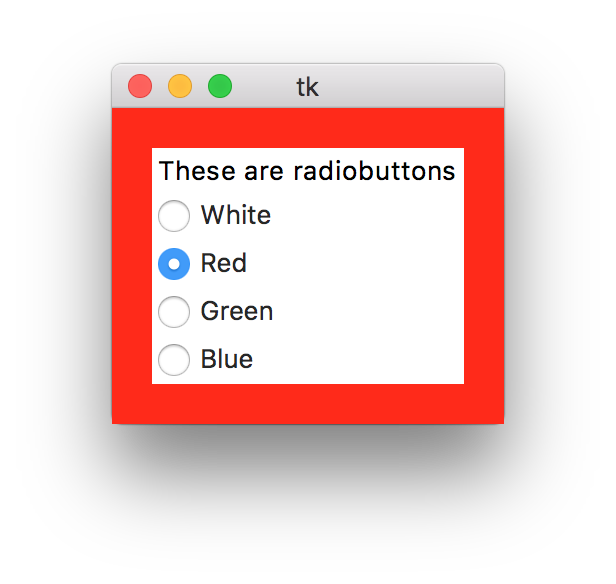 tk
These are radiobuttons
White
Red
Green
Blue